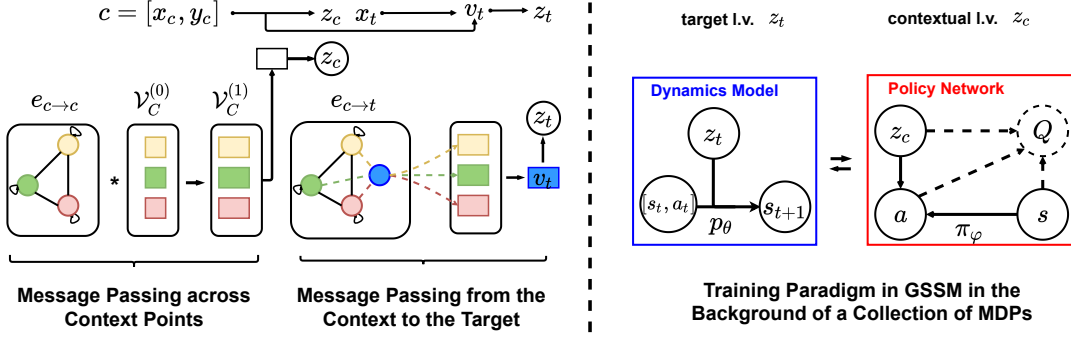 c = [x_c, y_c] z_c x_t v_t z_t
z_c
e_{c→c} 𝒱_C^{(0)} 𝒱_C^{(1)} e_{c→t}
z_t
*
v_t
Message Passing across
Context Points
Message Passing from the
Context to the Target
target l.v. z_t contextual l.v. z_c
Dynamics Model
z_t
[s_t, a_t] s_{t+1}
p_θ
Policy Network
z_c Q
a s
π_φ
Training Paradigm in GSSM in the
Background of a Collection of MDPs